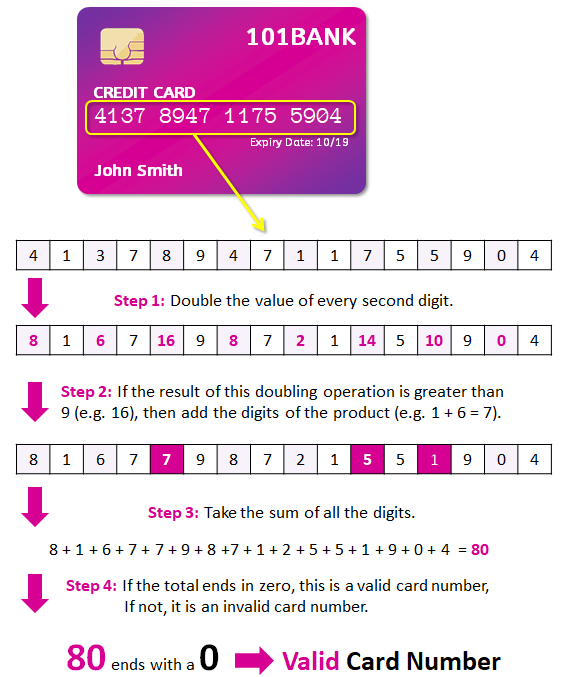 101BANK
CREDIT CARD
4137 8947 1175 5904
Expiry Date: 10/19
John Smith
4 1 3 7 8 9 4 7 1 1 7 5 5 9 0 4
Step 1: Double the value of every second digit.
8 1 6 7 16 9 8 7 2 1 14 5 10 9 0 4
Step 2: If the result of this doubling operation is greater than
9 (e.g. 16), then add the digits of the product (e.g. 1 + 6 = 7).
8 1 6 7 7 9 8 7 2 1 5 5 1 9 0 4
Step 3: Take the sum of all the digits.
8 + 1 + 6 + 7 + 7 + 9 + 8 +7 + 1 + 2 + 5 + 5 + 1 + 9 + 0 + 4 = 80
Step 4: If the total ends in zero, this is a valid card number,
If not, it is an invalid card number.
80 ends with a 0 Valid Card Number